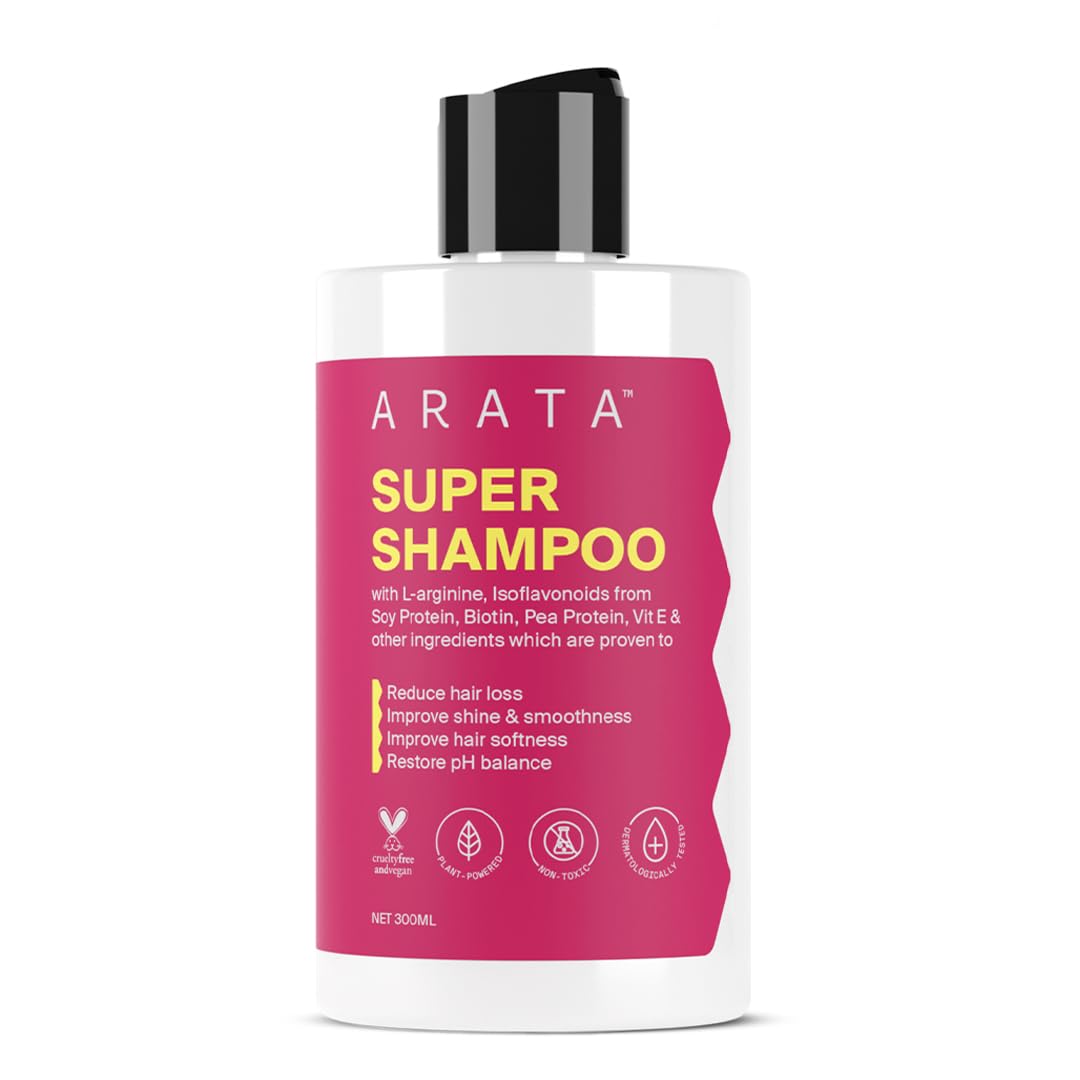 ARATA™
SUPER
SHAMPOO
with L-arginine, Isoflavonoids from
Soy Protein, Biotin, Pea Protein, Vit E &
other ingredients which are proven to
Reduce hair loss
Improve shine & smoothness
Improve hair softness
Restore pH balance
crueltyfree
andvegan
PLANT-POWERED
NON-TOXIC
DERMATOLOGICALLY TESTED
NET 300ML